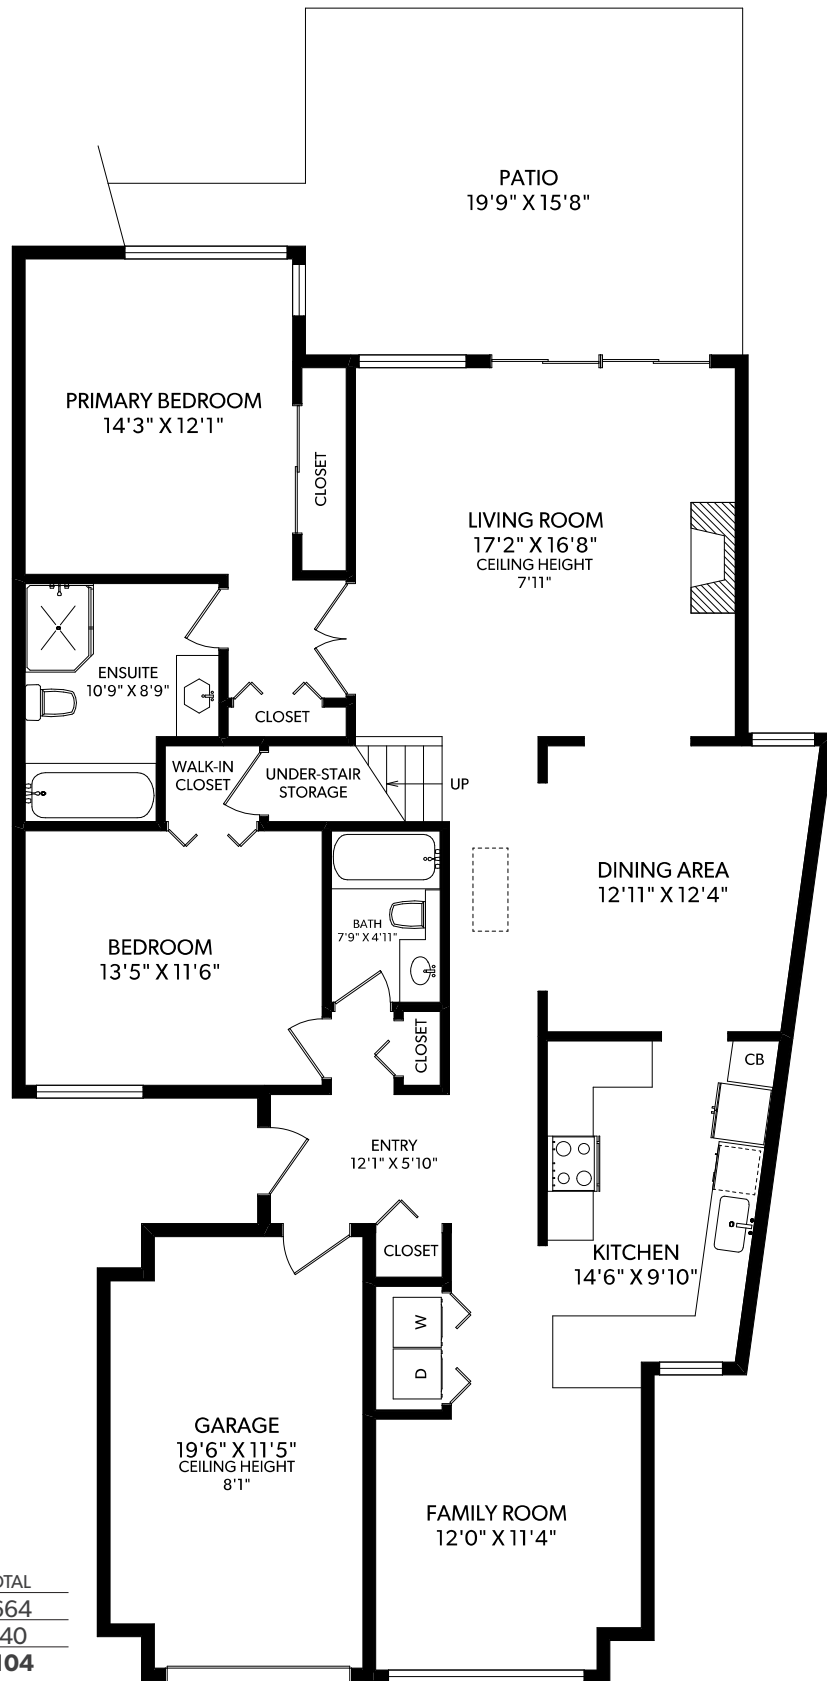 PATIO
19'9" X 15'8"
PRIMARY BEDROOM
14'3" X 12'1"
CLOSET
LIVING ROOM
17'2" X 16'8"
CEILING HEIGHT
7'11"
ENSUITE
10'9" X 8'9"
CLOSET
WALK-IN
CLOSET
UNDER-STAIR
STORAGE
UP
DINING AREA
12'11" X 12'4"
BATH
7'9" X 4'11"
BEDROOM
13'5" X 11'6"
CLOSET
CB
ENTRY
12'1" X 5'10"
CLOSET
KITCHEN
14'6" X 9'10"
W
D
GARAGE
19'6" X 11'5"
CEILING HEIGHT
8'1"
FAMILY ROOM
12'0" X 11'4"